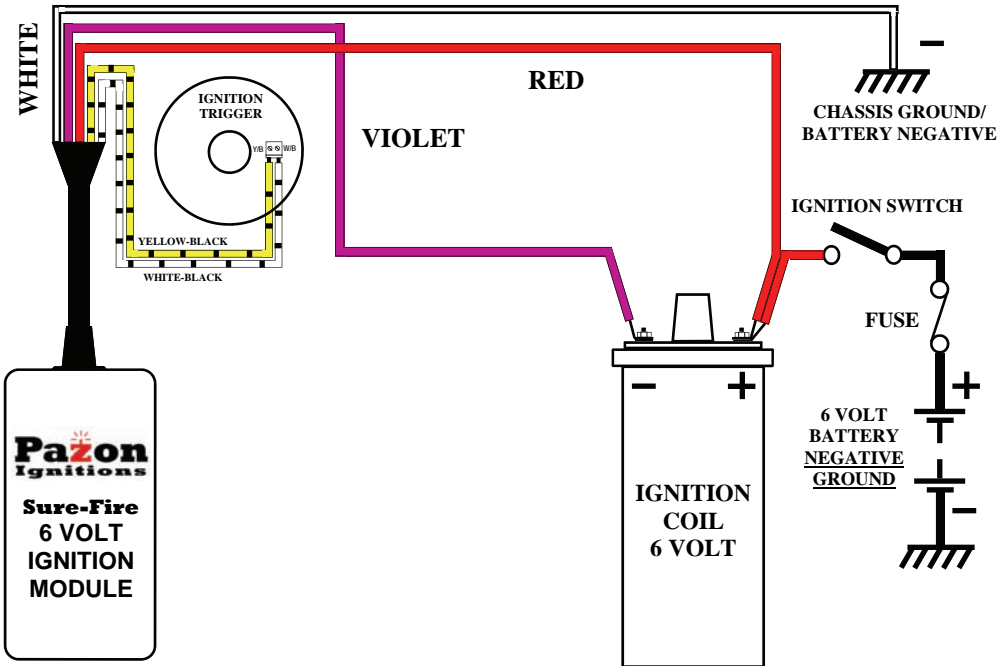 WHITE
RED
VIOLET
IGNITION
TRIGGER
Y/B
W/B
YELLOW-BLACK
WHITE-BLACK
−
CHASSIS GROUND/
BATTERY NEGATIVE
IGNITION SWITCH
FUSE
+
6 VOLT
BATTERY
NEGATIVE
GROUND
−
− +
IGNITION
COIL
6 VOLT
Pazon
Ignitions
Sure-Fire
6 VOLT
IGNITION
MODULE